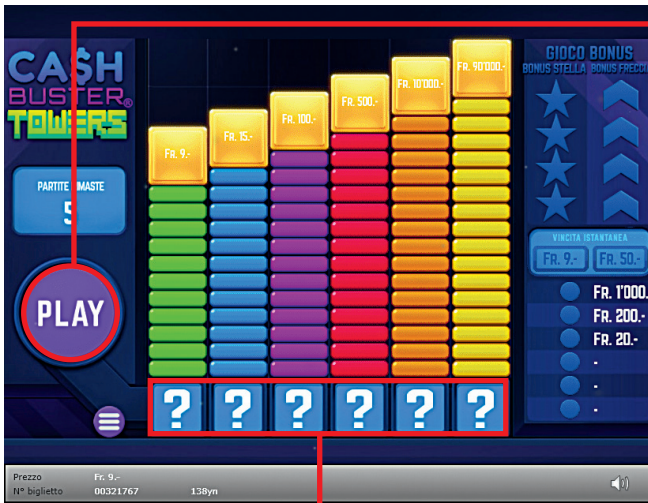 CA$H
BUSTER®
TOWERS
PARTITE RIMASTE
5
PLAY
FR. 9.-
FR. 15.-
FR. 100.-
FR. 500.-
FR. 10'000.-
FR. 90'000.-
? ? ? ? ? ?
GIOCO BONUS
BONUS STELLA BONUS FRECCI
VINCITA ISTANTANEA
FR. 9.- FR. 50.-
FR. 1'000.
FR. 200.-
FR. 20.-
-
-
-
Prezzo Fr. 9.-
N° biglietto 00321767 138yn